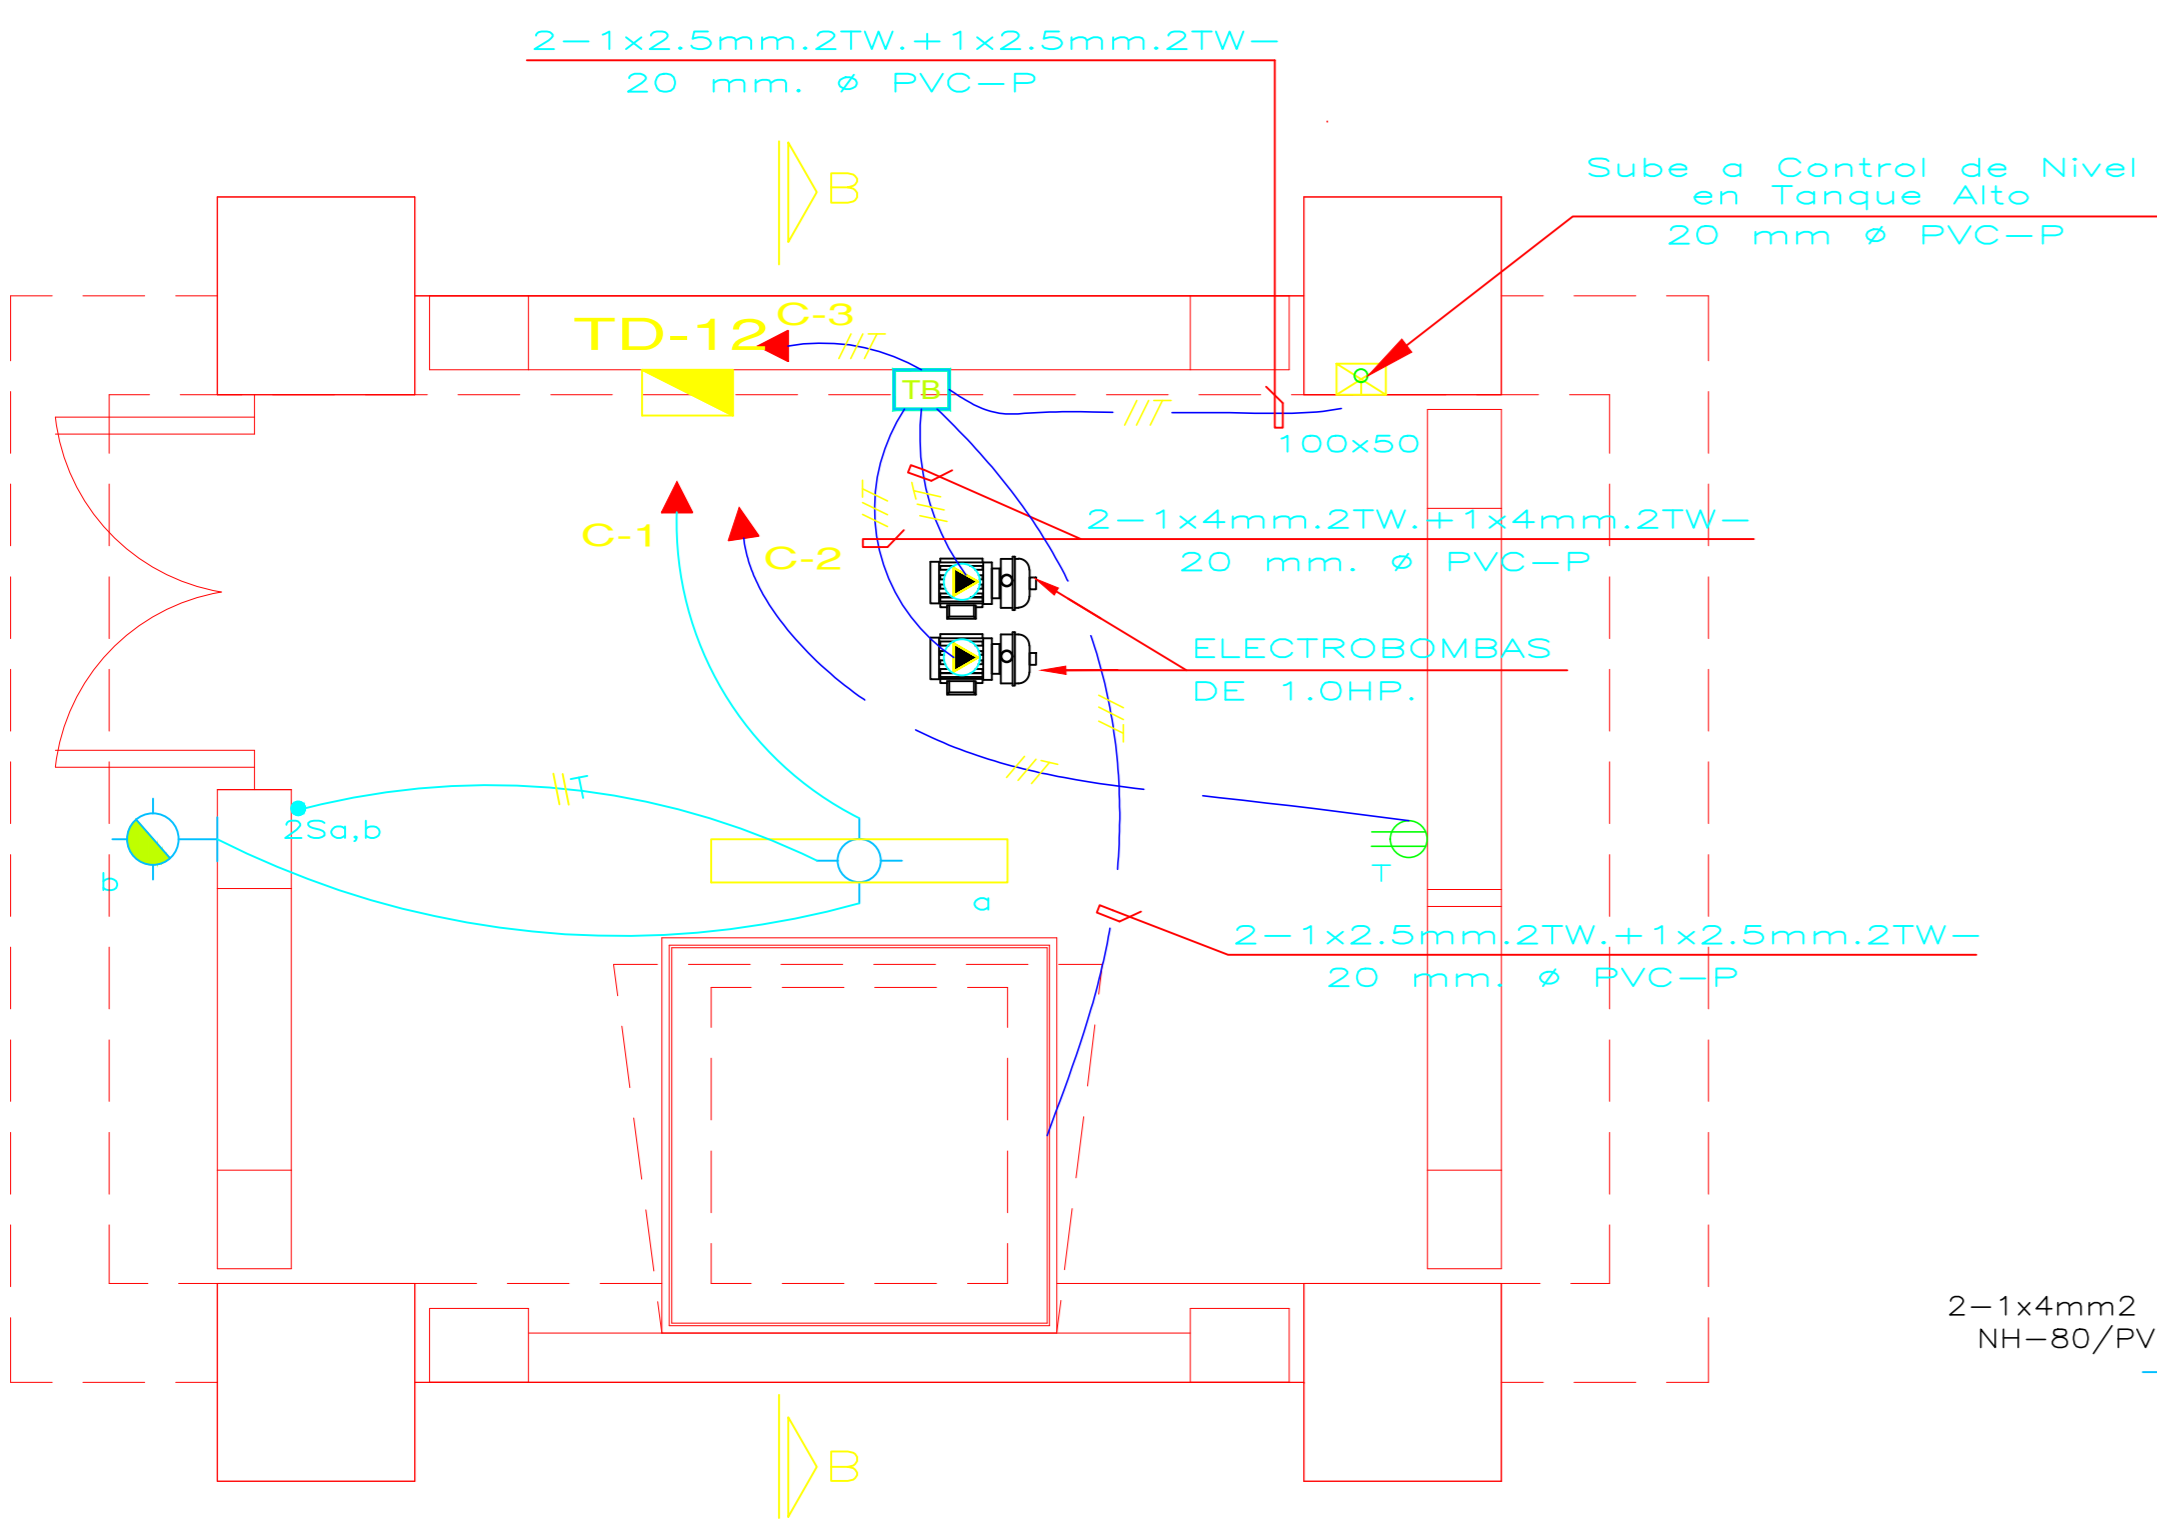 2-1x2.5mm.2TW.+1x2.5mm.2TW-
20 mm. ø PVC-P
B
Sube a Control de Nivel
en Tanque Alto
20 mm ø PVC-P
C-3
TD-12
TB
100x50
C-1
C-2
2-1x4mm.2TW.+1x4mm.2TW-
20 mm. ø PVC-P
ELECTROBOMBAS
DE 1.0HP.
T
2Sa,b
b
a
T
2-1x2.5mm.2TW.+1x2.5mm.2TW-
20 mm. ø PVC-P
2-1x4mm2
NH-80/PV
B